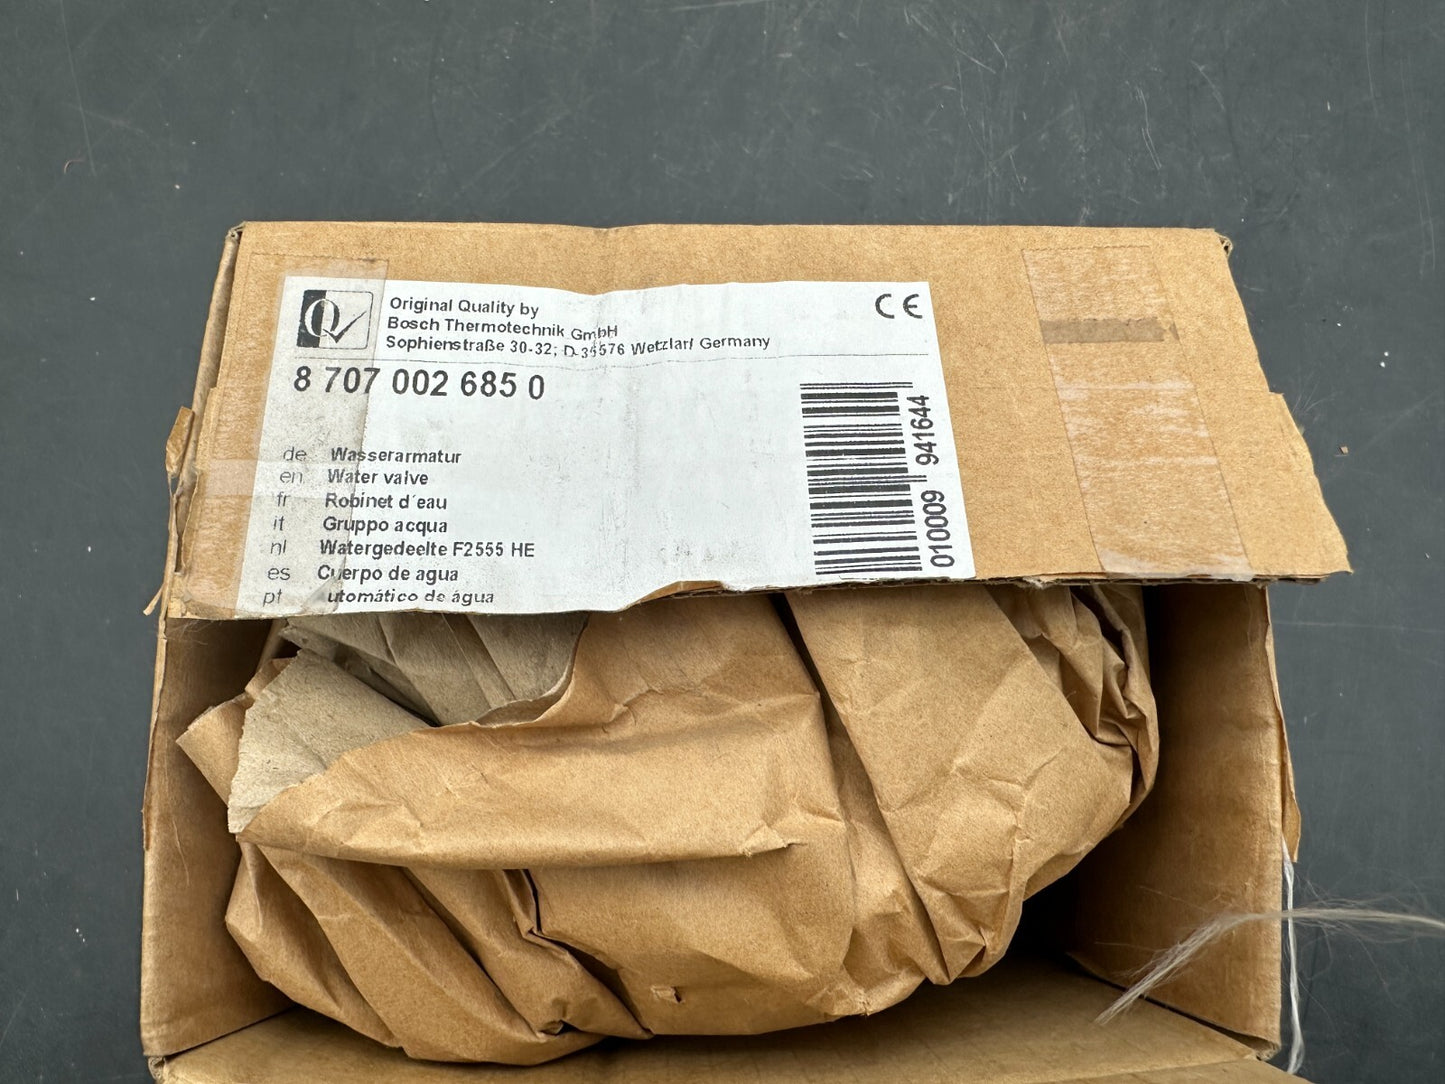 Q
Original Quality by
Bosch Thermotechnik GmbH
Sophienstraße 30-32; D-35576 Wetzlar/ Germany
CE
8 707 002 685 0
de Wasserarmatur
en Water valve
fr Robinet d´eau
it Gruppo acqua
nl Watergedeelte F2555 HE
es Cuerpo de agua
pt utomático de água
010009 941644